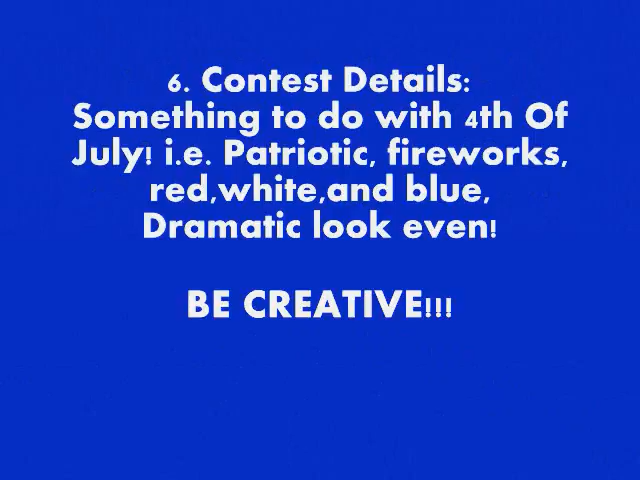 6. Contest Details:
Something to do with 4th Of
July! i.e. Patriotic, fireworks,
red,white,and blue,
Dramatic look even!
BE CREATIVE!!!